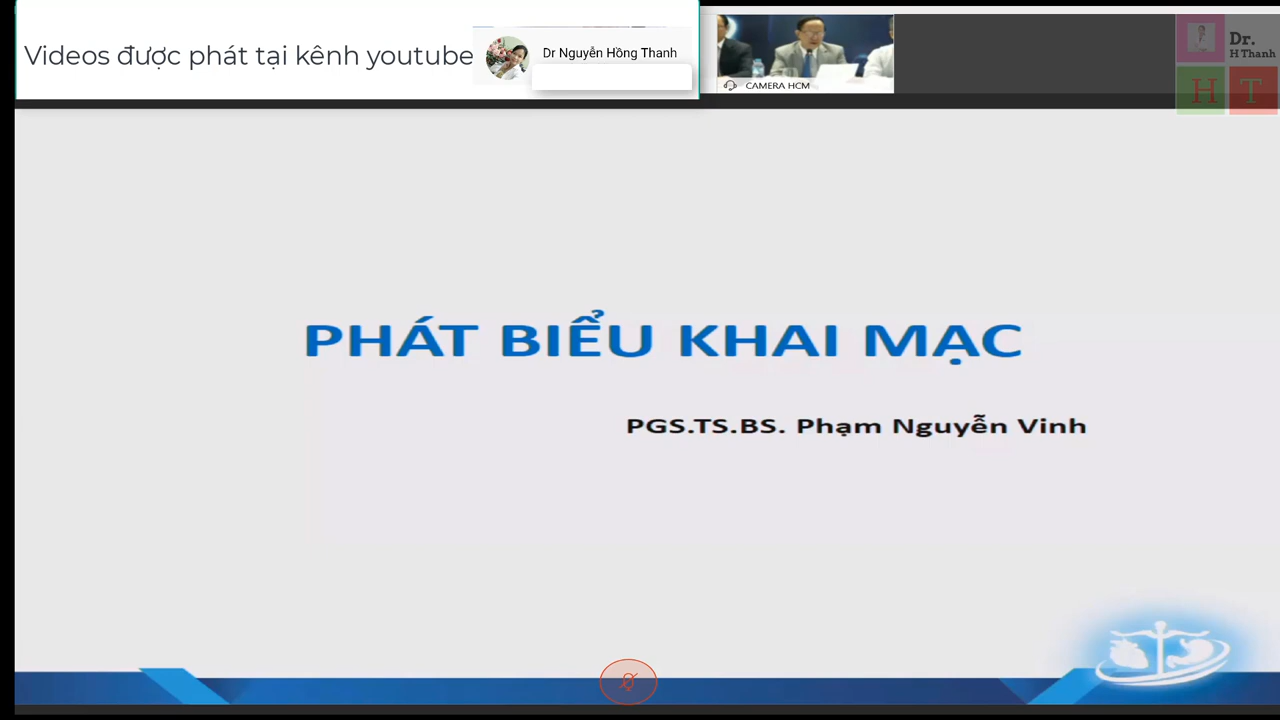 Videos được phát tại kênh youtube
Dr Nguyễn Hồng Thanh
CAMERA HCM
Dr.
H Thanh
H T
PHÁT BIỂU KHAI MẠC
PGS.TS.BS. Phạm Nguyễn Vinh